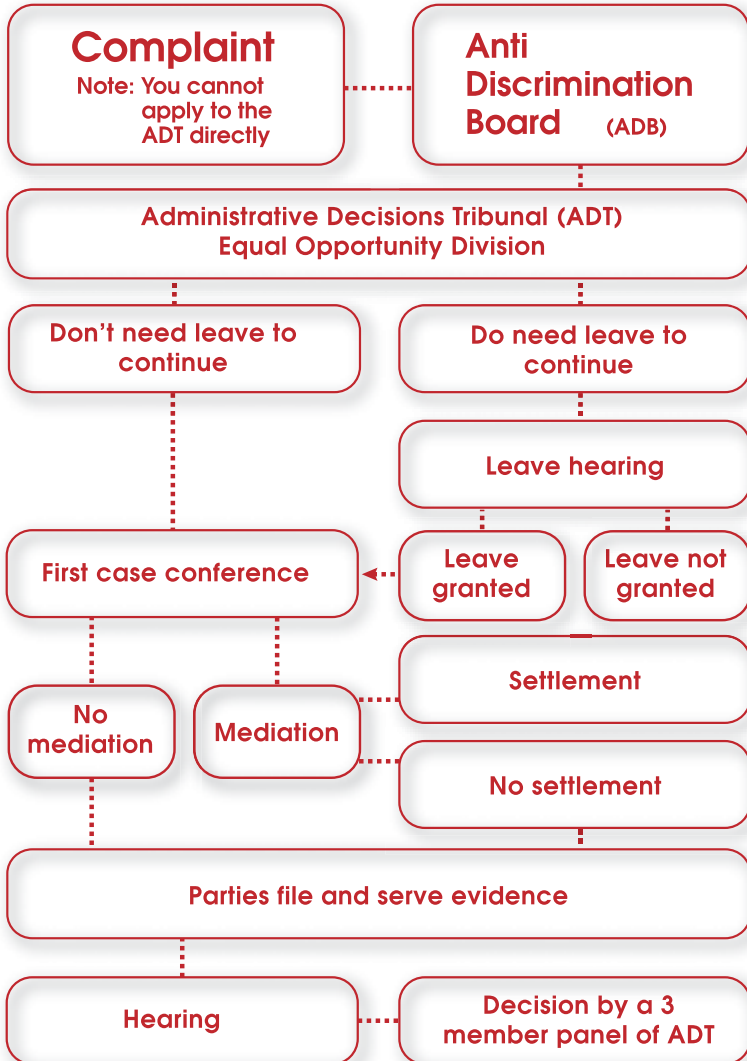 Complaint
Note: You cannot
apply to the
ADT directly
Anti
Discrimination
Board (ADB)
Administrative Decisions Tribunal (ADT)
Equal Opportunity Division
Don't need leave to
continue
Do need leave to
continue
Leave hearing
First case conference
Leave
granted
Leave not
granted
Settlement
No
mediation
Mediation
No settlement
Parties file and serve evidence
Hearing
Decision by a 3
member panel of ADT